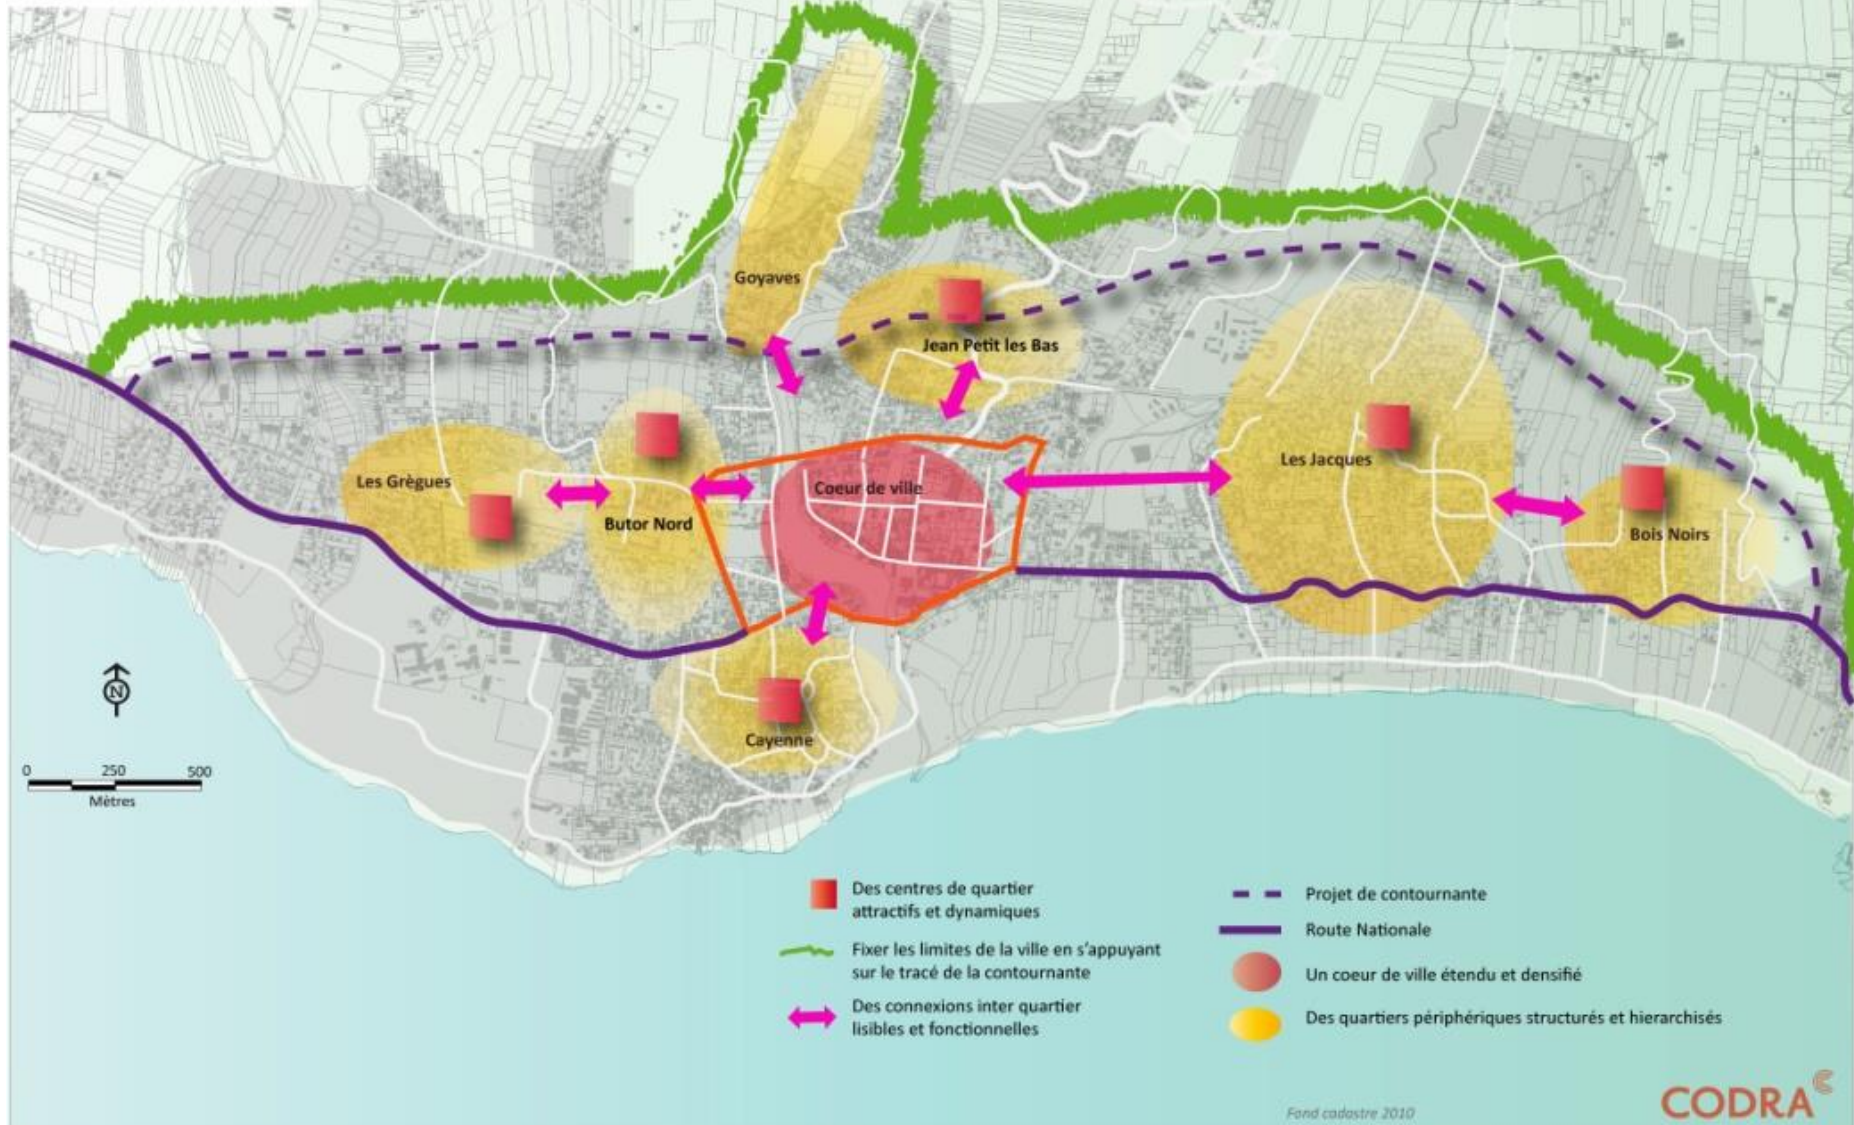 Goyaves
Jean Petit les Bas
Les Grègues
Butor Nord
Coeur de ville
Les Jacques
Bois Noirs
Cayenne
N
0 250 500
Mètres
Des centres de quartier
attractifs et dynamiques
Fixer les limites de la ville en s'appuyant
sur le tracé de la contournante
Des connexions inter quartier
lisibles et fonctionnelles
Projet de contournante
Route Nationale
Un coeur de ville étendu et densifié
Des quartiers périphériques structurés et hierarchisés
Fond cadastre 2010
CODRA